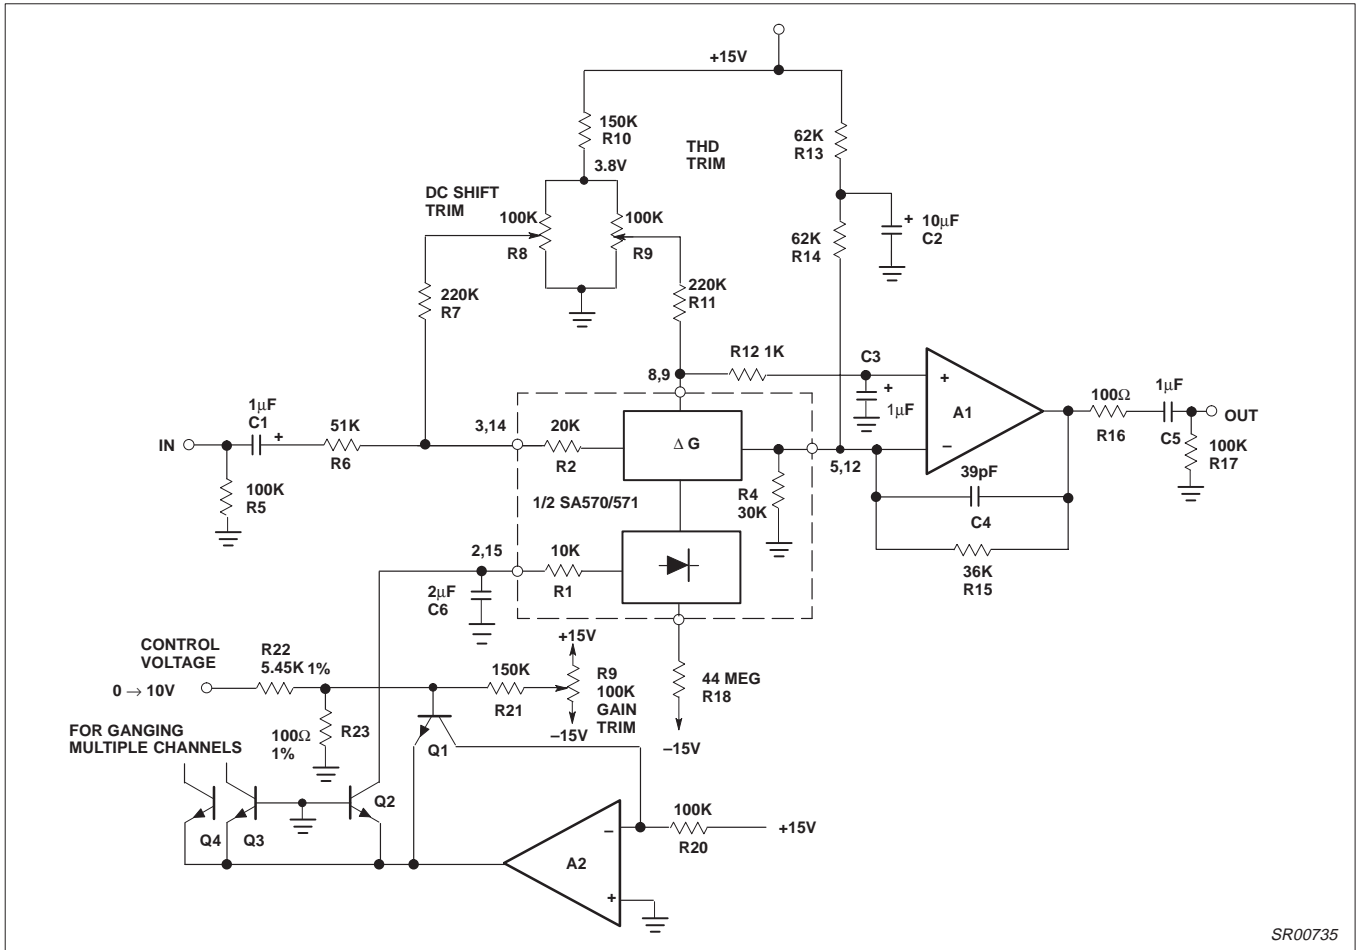 +15V
150K
R10
THD
TRIM
62K
R13
3.8V
DC SHIFT
TRIM
100K
R8
100K
R9
62K
R14
+
10µF
C2
220K
R7
220K
R11
R12 1K
C3
8,9
+
1µF
+
A1
−
100Ω
R16
1µF
C5
OUT
100K
R17
1µF
C1
+
IN
51K
R6
3,14
20K
R2
Δ G
5,12
39pF
C4
100K
R5
1/2 SA570/571
R4
30K
36K
R15
2,15
10K
R1
2µF
C6
+15V
CONTROL
VOLTAGE
0 → 10V
R22
5.45K 1%
150K
R21
R9
100K
GAIN
TRIM
−15V
44 MEG
R18
−15V
FOR GANGING
MULTIPLE CHANNELS
100Ω
1%
R23
Q1
Q2
Q4
Q3
−
A2
+
100K
R20
+15V
SR00735